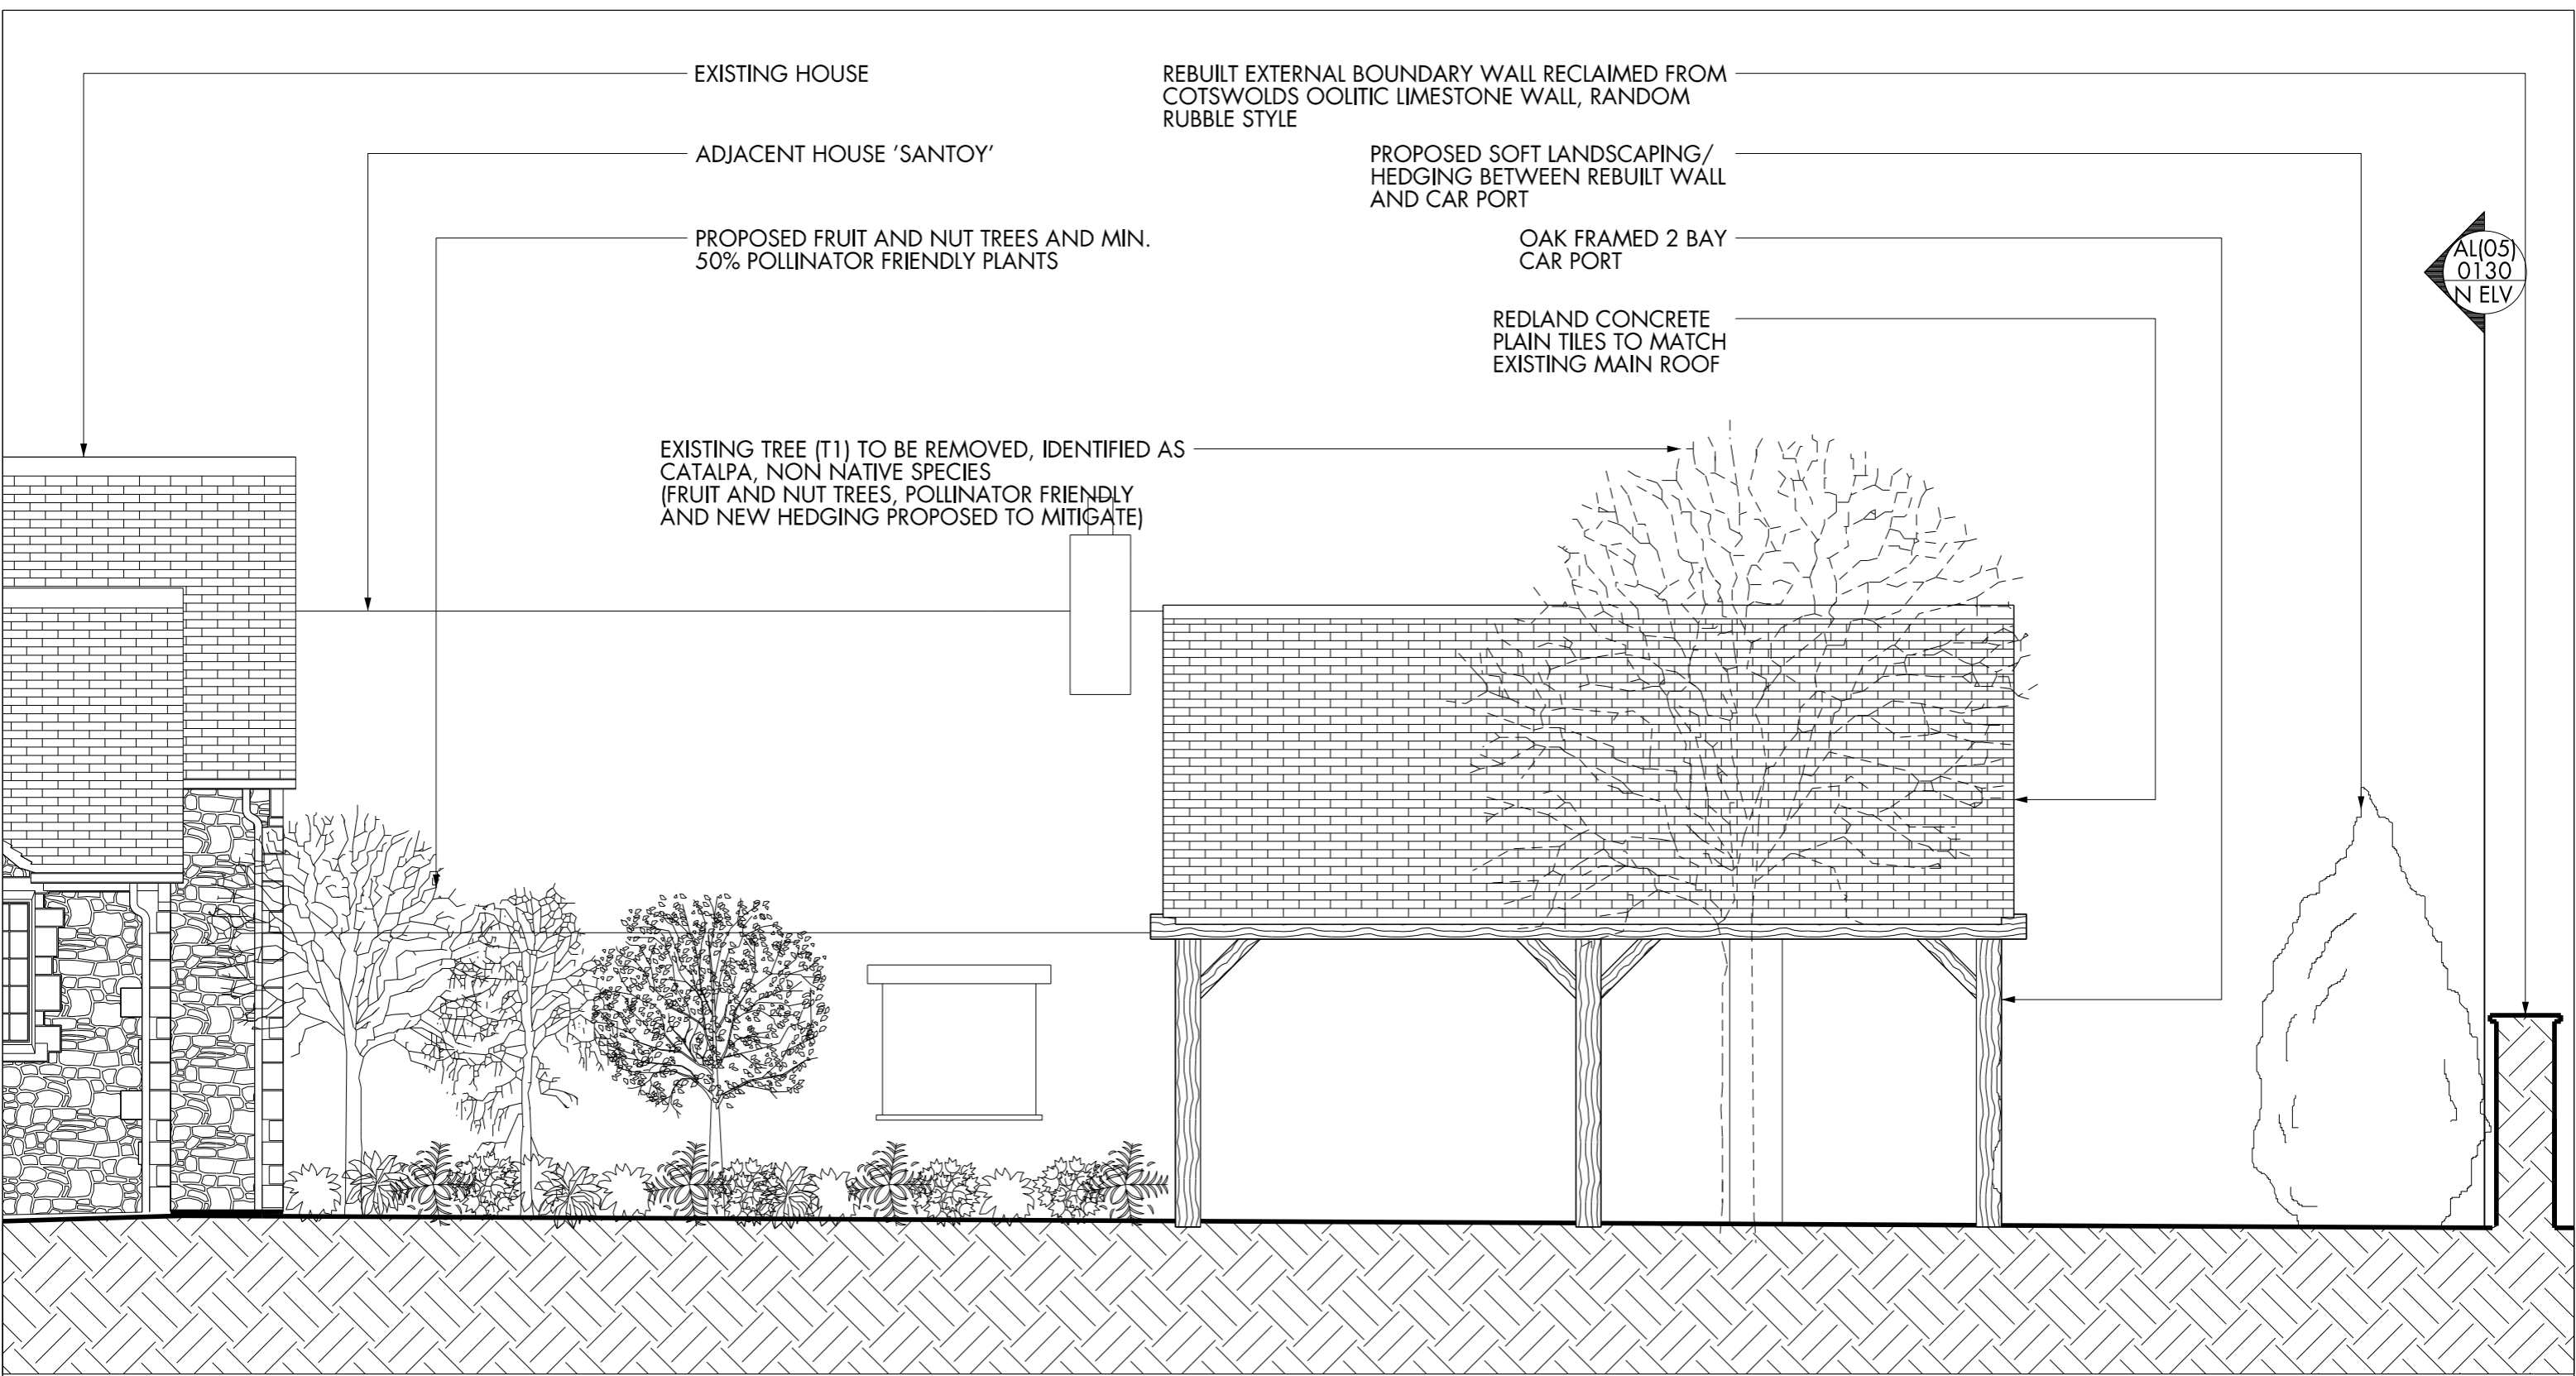 EXISTING HOUSE
ADJACENT HOUSE 'SANTOY'
PROPOSED FRUIT AND NUT TREES AND MIN.
50% POLLINATOR FRIENDLY PLANTS
EXISTING TREE (T1) TO BE REMOVED, IDENTIFIED AS
CATALPA, NON NATIVE SPECIES
(FRUIT AND NUT TREES, POLLINATOR FRIENDLY
AND NEW HEDGING PROPOSED TO MITIGATE)
REBUILT EXTERNAL BOUNDARY WALL RECLAIMED FROM
COTSWOLDS OOLITIC LIMESTONE WALL, RANDOM
RUBBLE STYLE
PROPOSED SOFT LANDSCAPING/
HEDGING BETWEEN REBUILT WALL
AND CAR PORT
OAK FRAMED 2 BAY
CAR PORT
REDLAND CONCRETE
PLAIN TILES TO MATCH
EXISTING MAIN ROOF
AL(05)
0130
N ELV